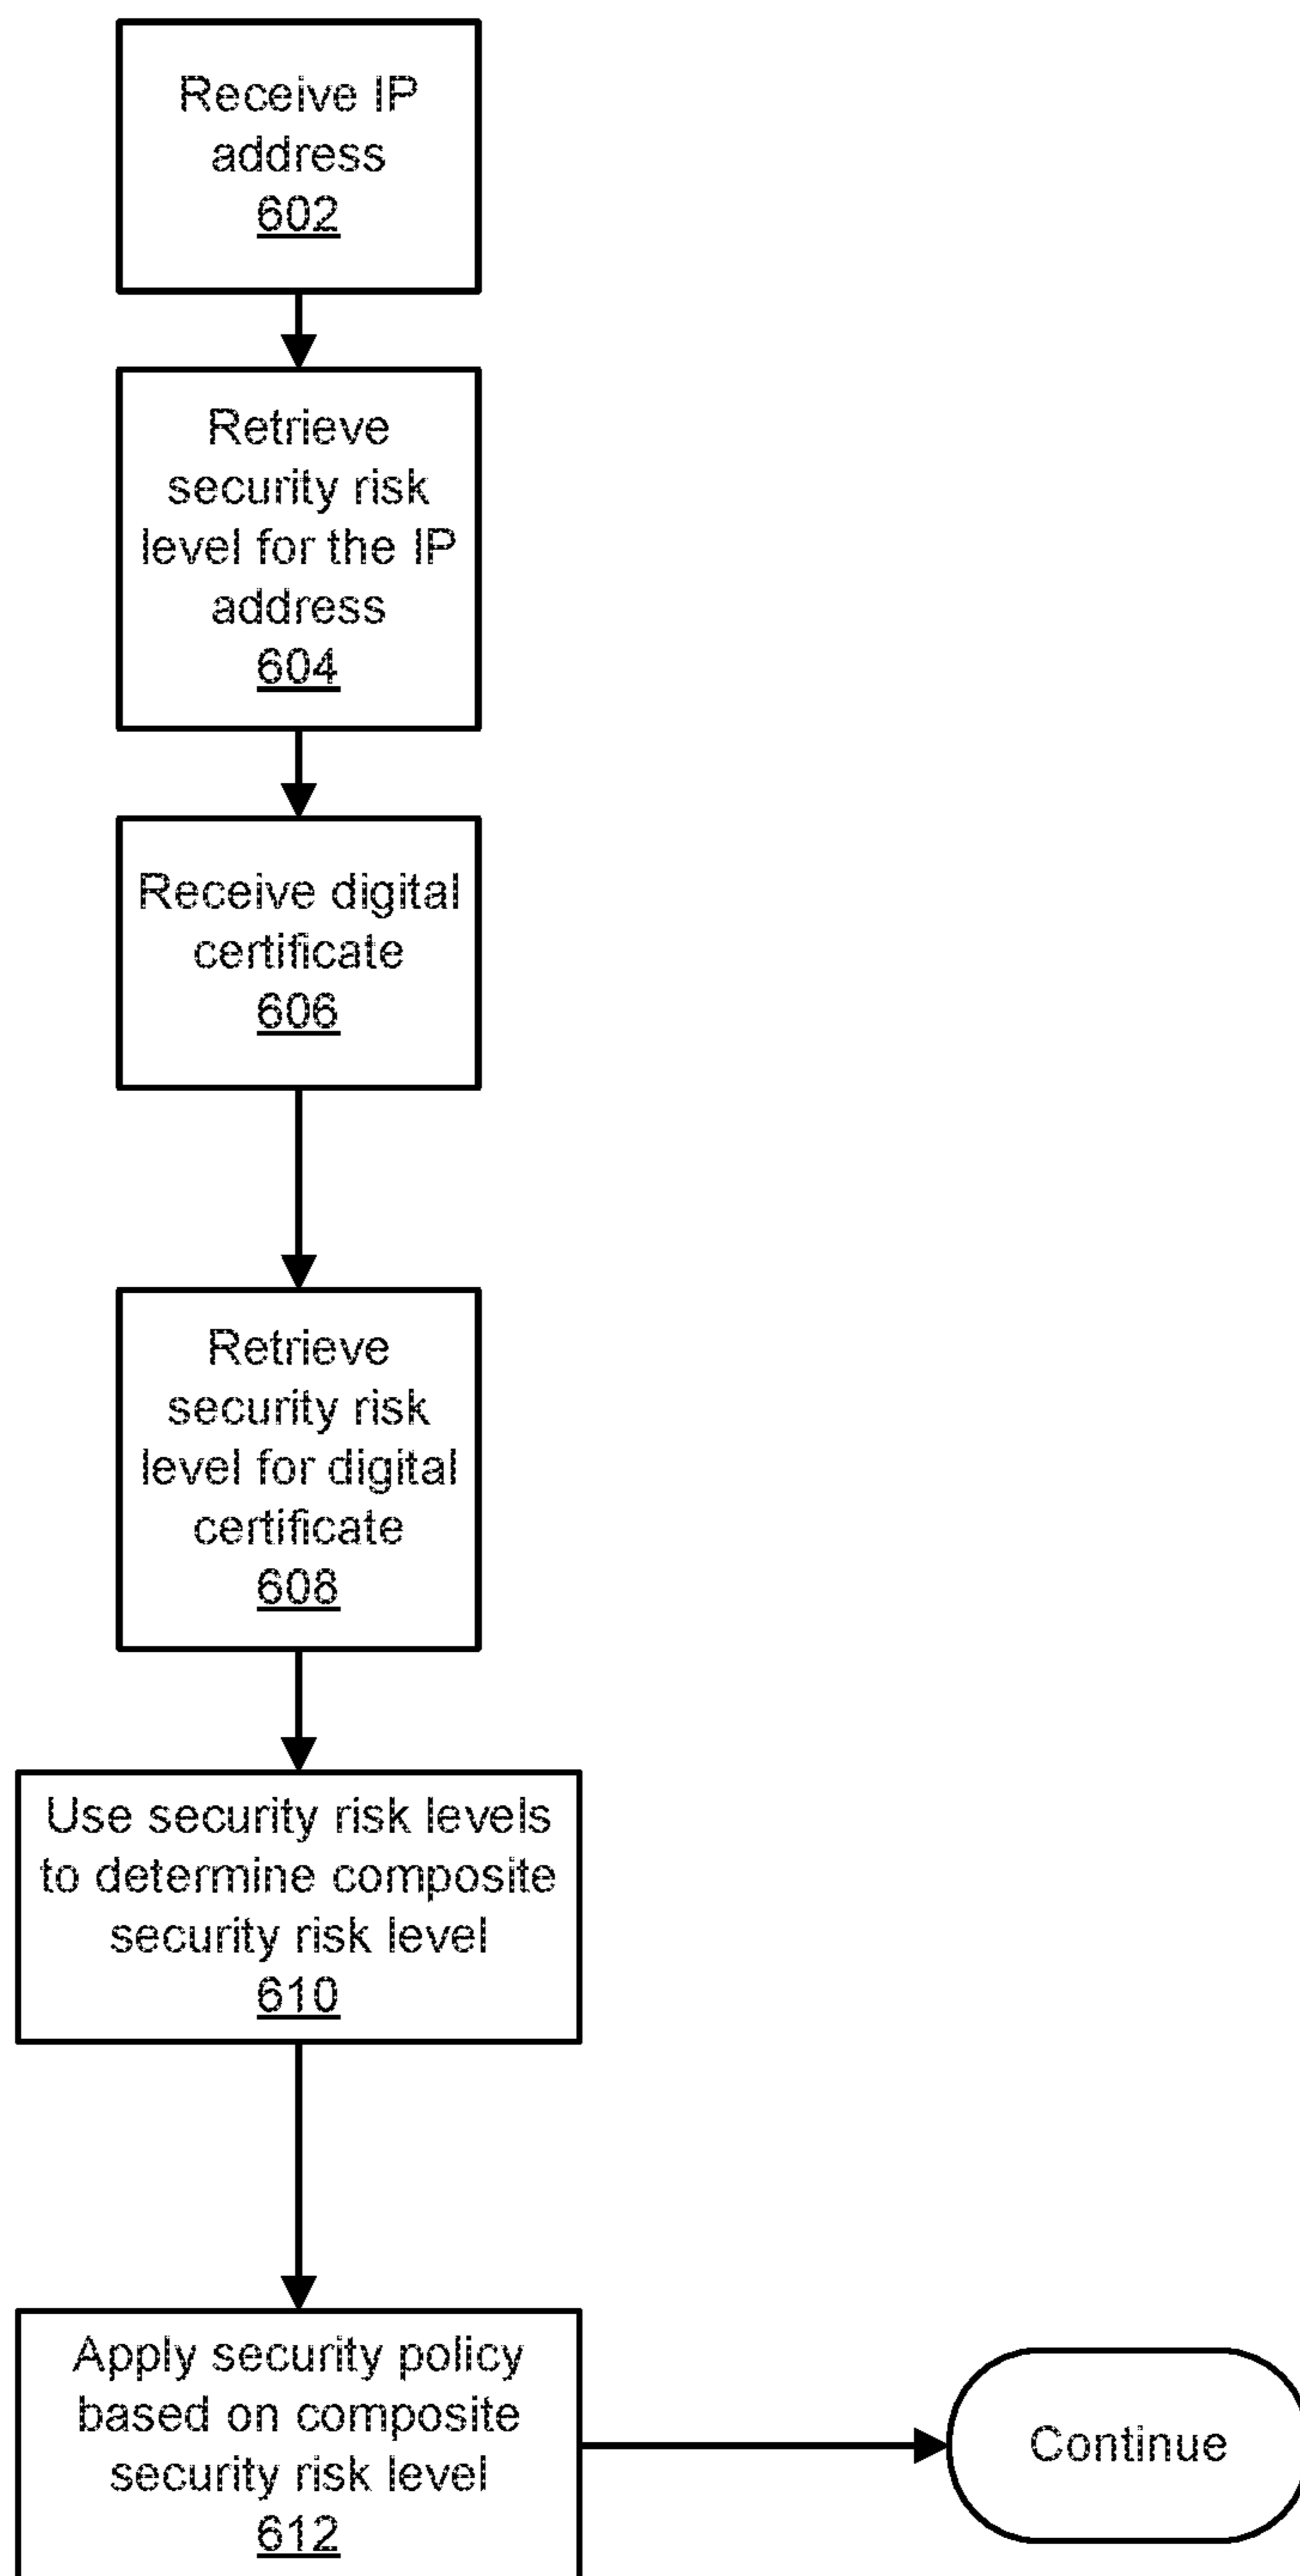 Receive IP
address
602
Retrieve
security risk
level for the IP
address
604
Receive digital
certificate
606
Retrieve
security risk
level for digital
certificate
608
Use security risk levels
to determine composite
security risk level
610
Apply security policy
based on composite
security risk level
612
Continue